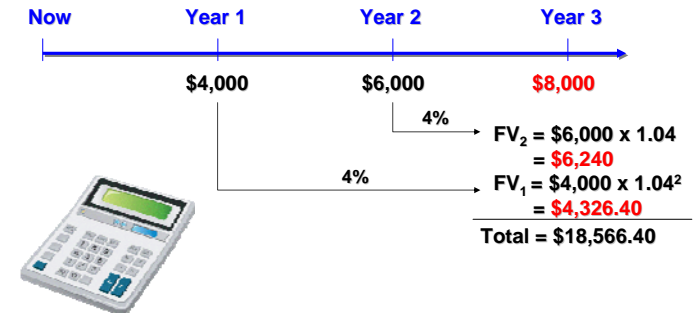 Now Year 1 Year 2 Year 3
$4,000 $6,000 $8,000
4% FV₂ = $6,000 x 1.04
= $6,240
4% FV₁ = $4,000 x 1.04²
= $4,326.40
Total = $18,566.40